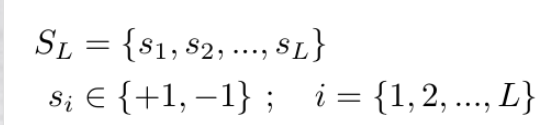 S_L = {s_1, s_2, ..., s_L}
s_i ∈ {+1, −1} ; i = {1, 2, ..., L}